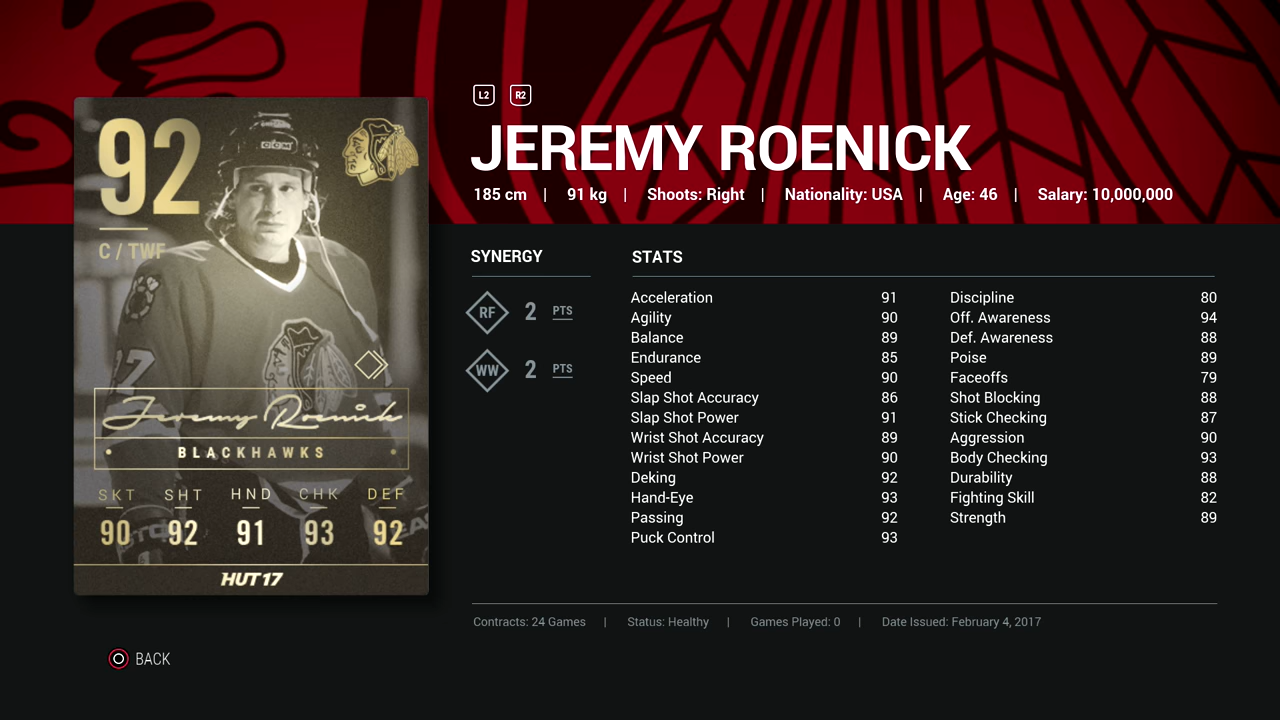 L2 R2
JEREMY ROENICK
185 cm | 91 kg | Shoots: Right | Nationality: USA | Age: 46 | Salary: 10,000,000
92
C / TWF
CCM
7
Jeremy Roenick
• BLACKHAWKS •
SKT SHT HND CHK DEF
90 92 91 93 92
HUT 17
SYNERGY
RF 2 PTS
WW 2 PTS
STATS
Acceleration 91
Agility 90
Balance 89
Endurance 85
Speed 90
Slap Shot Accuracy 86
Slap Shot Power 91
Wrist Shot Accuracy 89
Wrist Shot Power 90
Deking 92
Hand-Eye 93
Passing 92
Puck Control 93
Discipline 80
Off. Awareness 94
Def. Awareness 88
Poise 89
Faceoffs 79
Shot Blocking 88
Stick Checking 87
Aggression 90
Body Checking 93
Durability 88
Fighting Skill 82
Strength 89
Contracts: 24 Games | Status: Healthy | Games Played: 0 | Date Issued: February 4, 2017
BACK